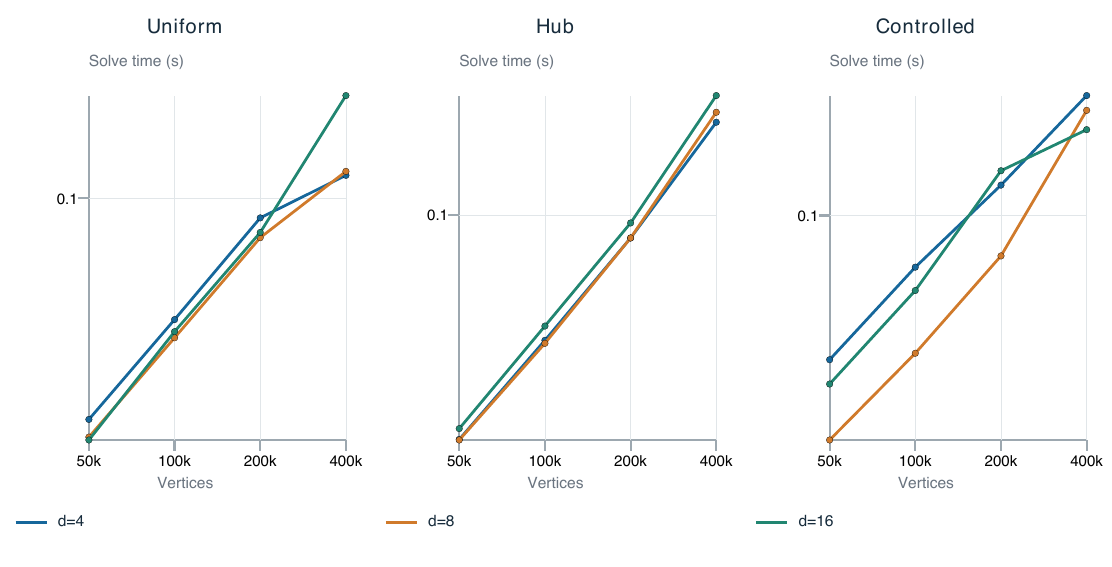 Uniform
Hub
Controlled
Solve time (s)
Solve time (s)
Solve time (s)
0.1
0.1
0.1
50k 100k 200k 400k
50k 100k 200k 400k
50k 100k 200k 400k
Vertices
Vertices
Vertices
d=4
d=8
d=16